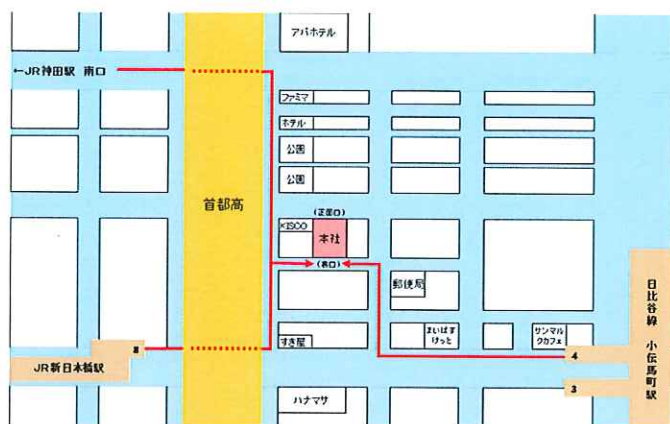 アパホテル
←JR神田駅 南口
ファミマ
ホテル
公園
公園
首都高
(正面口)
KISCO
本社
(裏口)
郵便局
日比谷線 小伝馬町駅
8
すき屋
まいばす
けっと
サンマル
クカフェ
4
JR新日本橋駅
3
ハナマサ